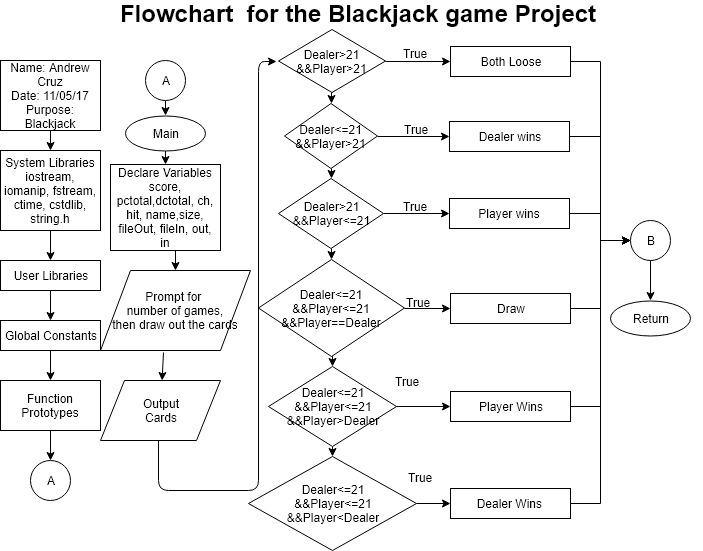 Flowchart  for the Blackjack game Project
Name: Andrew
Cruz
Date: 11/05/17
Purpose:
Blackjack
System Libraries
iostream,
iomanip, fstream,
ctime, cstdlib,
string.h
User Libraries
Global Constants
Function
Prototypes
A
A
Main
Declare Variables
score,
pctotal,dctotal, ch,
hit, name,size,
fileOut, fileIn, out,
in
Prompt for
number of games,
then draw out the cards
Output
Cards
Dealer>21
&&Player>21
True
Both Loose
Dealer<=21
&&Player>21
True
Dealer wins
Dealer>21
&&Player<=21
True
Player wins
Dealer<=21
&&Player<=21
&&Player==Dealer
True
Draw
Dealer<=21
&&Player<=21
&&Player>Dealer
True
Player Wins
Dealer<=21
&&Player<=21
&&Player<Dealer
True
Dealer Wins
B
Return